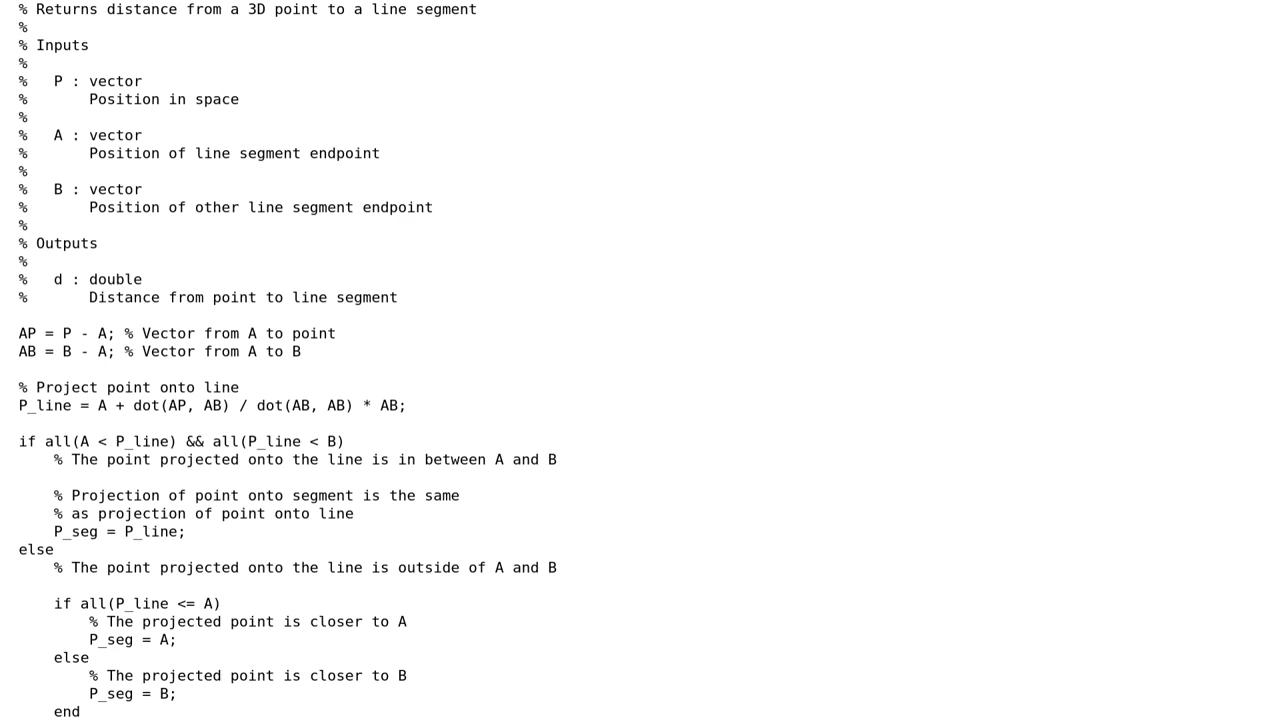 % Returns distance from a 3D point to a line segment
%
% Inputs
%
%   P : vector
%       Position in space
%
%   A : vector
%       Position of line segment endpoint
%
%   B : vector
%       Position of other line segment endpoint
%
% Outputs
%
%   d : double
%       Distance from point to line segment

AP = P - A; % Vector from A to point
AB = B - A; % Vector from A to B

% Project point onto line
P_line = A + dot(AP, AB) / dot(AB, AB) * AB;

if all(A < P_line) && all(P_line < B)
    % The point projected onto the line is in between A and B

    % Projection of point onto segment is the same
    % as projection of point onto line
    P_seg = P_line;
else
    % The point projected onto the line is outside of A and B

    if all(P_line <= A)
        % The projected point is closer to A
        P_seg = A;
    else
        % The projected point is closer to B
        P_seg = B;
    end